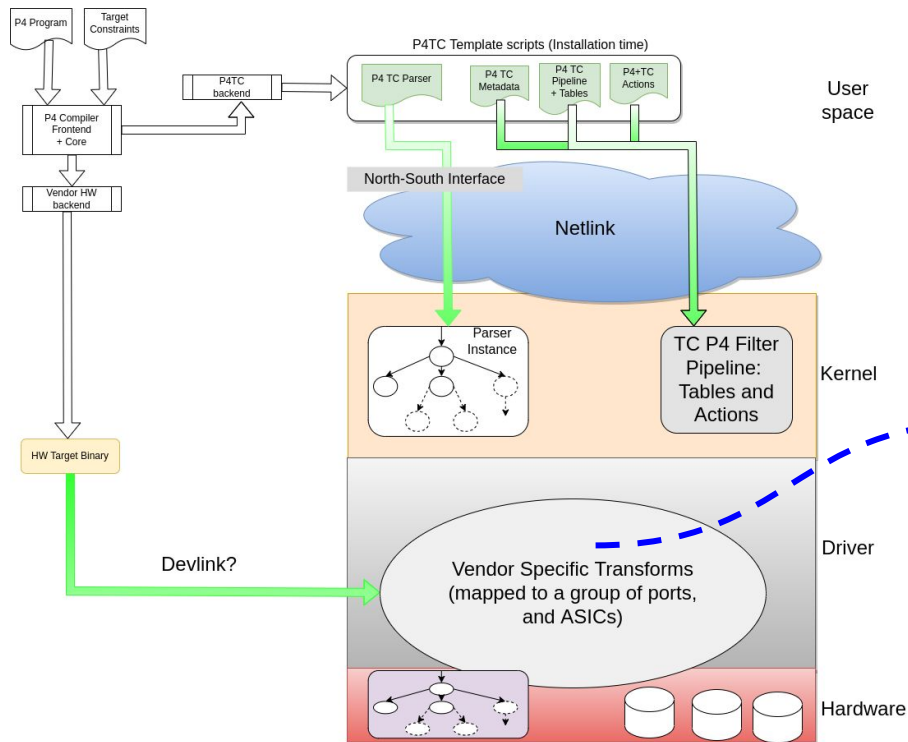 P4 Program
Target
Constraints
P4TC Template scripts (Installation time)
P4TC
backend
P4 TC Parser
P4 TC
Metadata
P4 TC
Pipeline
+ Tables
P4+TC
Actions
User
space
P4 Compiler
Frontend
+ Core
Vendor HW
backend
North-South Interface
Netlink
Parser
Instance
TC P4 Filter
Pipeline:
Tables and
Actions
Kernel
HW Target Binary
Devlink?
Vendor Specific Transforms
(mapped to a group of ports,
and ASICs)
Driver
Hardware